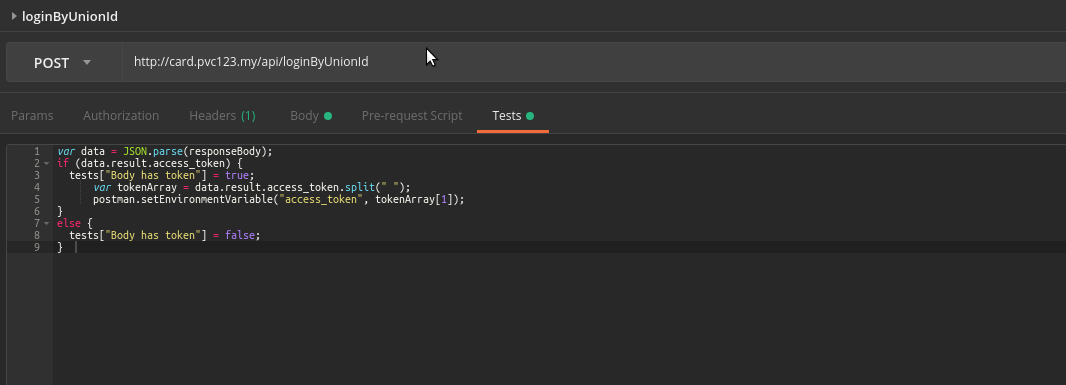 loginByUnionId
POST http://card.pvc123.my/api/loginByUnionId
Params Authorization Headers (1) Body Pre-request Script Tests
1 var data = JSON.parse(responseBody);
2 if (data.result.access_token) {
3 tests["Body has token"] = true;
4 var tokenArray = data.result.access_token.split(" ");
5 postman.setEnvironmentVariable("access_token", tokenArray[1]);
6 }
7 else {
8 tests["Body has token"] = false;
9 }